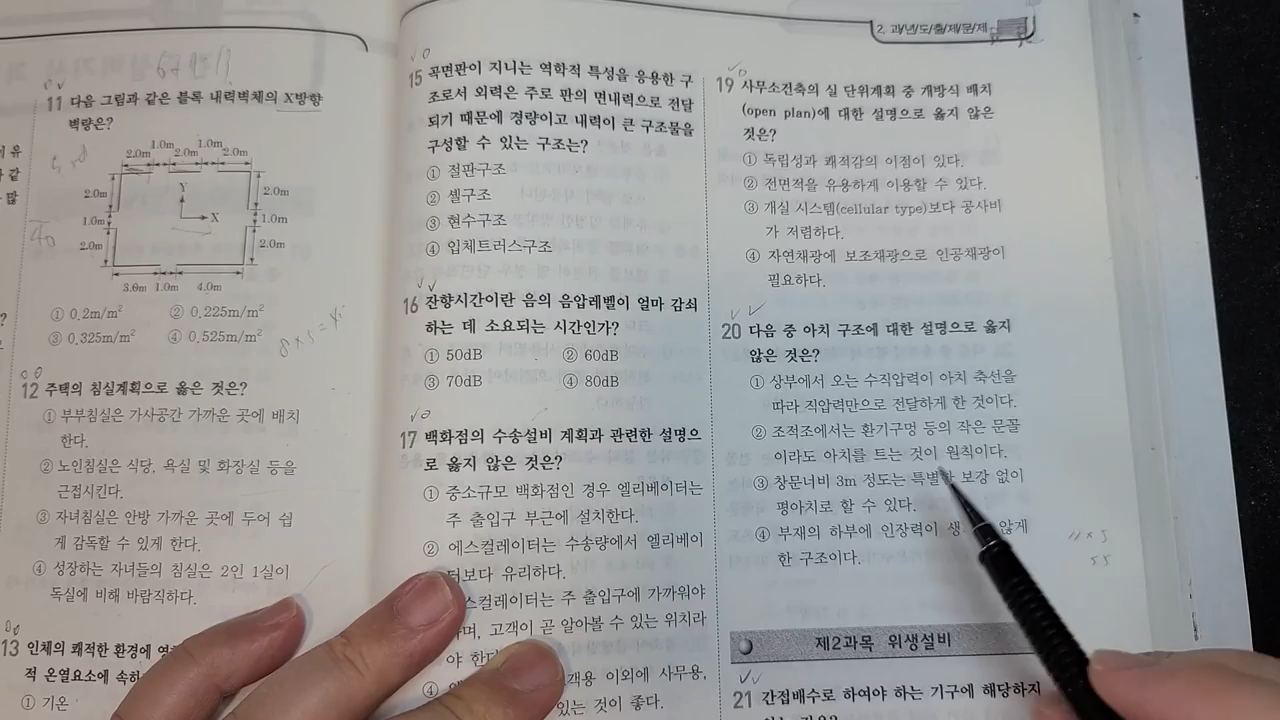 2. 과/년/도/출/제/문/제
11 다음 그림과 같은 블록 내력벽체의 X방향
벽량은?
1.0m 1.0m
2.0m 2.0m 2.0m
2.0m 2.0m
Y
X
1.0m 1.0m
2.0m 2.0m
3.0m 1.0m 4.0m
① 0.2m/m² ② 0.225m/m²
③ 0.325m/m² ④ 0.525m/m²
12 주택의 침실계획으로 옳은 것은?
① 부부침실은 가사공간 가까운 곳에 배치
한다.
② 노인침실은 식당, 욕실 및 화장실 등을
근접시킨다.
③ 자녀침실은 안방 가까운 곳에 두어 쉽
게 감독할 수 있게 한다.
④ 성장하는 자녀들의 침실은 2인 1실이
독실에 비해 바람직하다.
13 인체의 쾌적한 환경에
적 온열요소에 속하
① 기온
15 곡면판이 지니는 역학적 특성을 응용한 구
조로서 외력은 주로 판의 면내력으로 전달
되기 때문에 경량이고 내력이 큰 구조물을
구성할 수 있는 구조는?
① 절판구조
② 셸구조
③ 현수구조
④ 입체트러스구조
16 잔향시간이란 음의 음압레벨이 얼마 감쇠
하는 데 소요되는 시간인가?
① 50dB ② 60dB
③ 70dB ④ 80dB
17 백화점의 수송설비 계획과 관련한 설명으
로 옳지 않은 것은?
① 중소규모 백화점인 경우 엘리베이터는
주 출입구 부근에 설치한다.
② 에스컬레이터는 수송량에서 엘리베이
터보다 유리하다.
스컬레이터는 주 출입구에 가까워야
며, 고객이 곧 알아볼 수 있는 위치라
야 한다
④ 객용 이외에 사무용,
있는 것이 좋다.
19 사무소건축의 실 단위계획 중 개방식 배치
(open plan)에 대한 설명으로 옳지 않은
것은?
① 독립성과 쾌적감의 이점이 있다.
② 전면적을 유용하게 이용할 수 있다.
③ 개실 시스템(cellular type)보다 공사비
가 저렴하다.
④ 자연채광에 보조채광으로 인공채광이
필요하다.
20 다음 중 아치 구조에 대한 설명으로 옳지
않은 것은?
① 상부에서 오는 수직압력이 아치 축선을
따라 직압력만으로 전달하게 한 것이다.
② 조적조에서는 환기구멍 등의 작은 문꼴
이라도 아치를 트는 것이 원칙이다.
③ 창문너비 3m 정도는 특별한 보강 없이
평아치로 할 수 있다.
④ 부재의 하부에 인장력이 생 않게
한 구조이다.
11 × 5
55
제2과목 위생설비
21 간접배수로 하여야 하는 기구에 해당하지